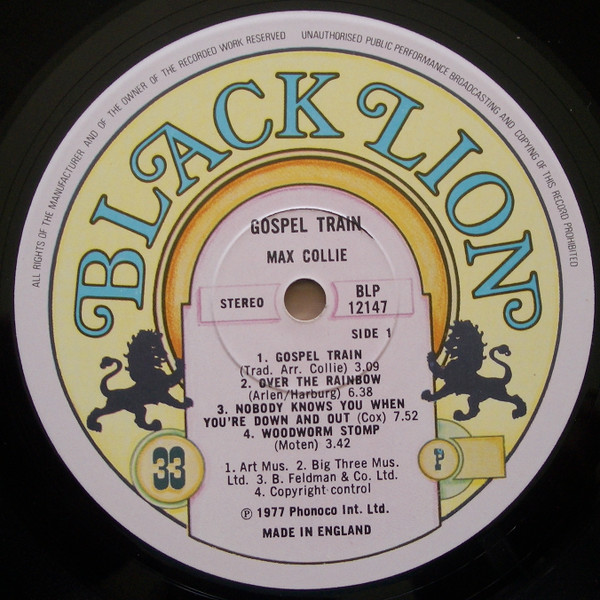 ALL RIGHTS OF THE MANUFACTURER AND OF THE OWNER OF THE RECORDED WORK RESERVED UNAUTHORISED PUBLIC PERFORMANCE BROADCASTING AND COPYING OF THIS RECORD PROHIBITED
BLACK LION
GOSPEL TRAIN
MAX COLLIE
STEREO
BLP
12147
SIDE 1
1. GOSPEL TRAIN
(Trad. Arr. Collie) 3.09
2. OVER THE RAINBOW
(Arlen/Harburg) 6.38
3. NOBODY KNOWS YOU WHEN
YOU'RE DOWN AND OUT (Cox) 7.52
4. WOODWORM STOMP
(Moten) 3.42
33
P
1. Art Mus. 2. Big Three Mus.
Ltd. 3. B. Feldman & Co. Ltd.
4. Copyright control
℗ 1977 Phonoco Int. Ltd.
MADE IN ENGLAND